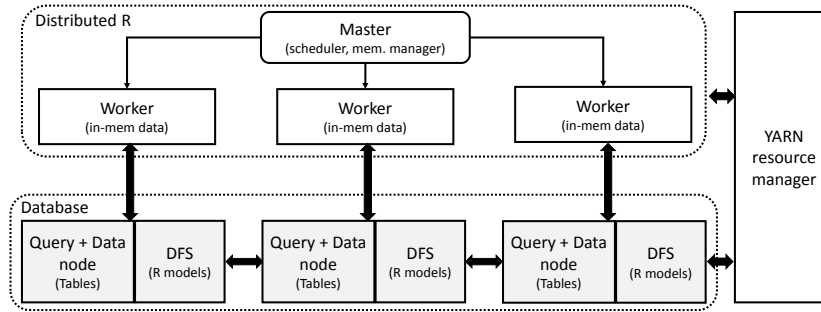 Distributed R
Master
(scheduler, mem. manager)
Worker
(in-mem data)
Worker
(in-mem data)
Worker
(in-mem data)
YARN
resource
manager
Database
Query + Data
node
(Tables)
DFS
(R models)
Query + Data
node
(Tables)
DFS
(R models)
Query + Data
node
(Tables)
DFS
(R models)